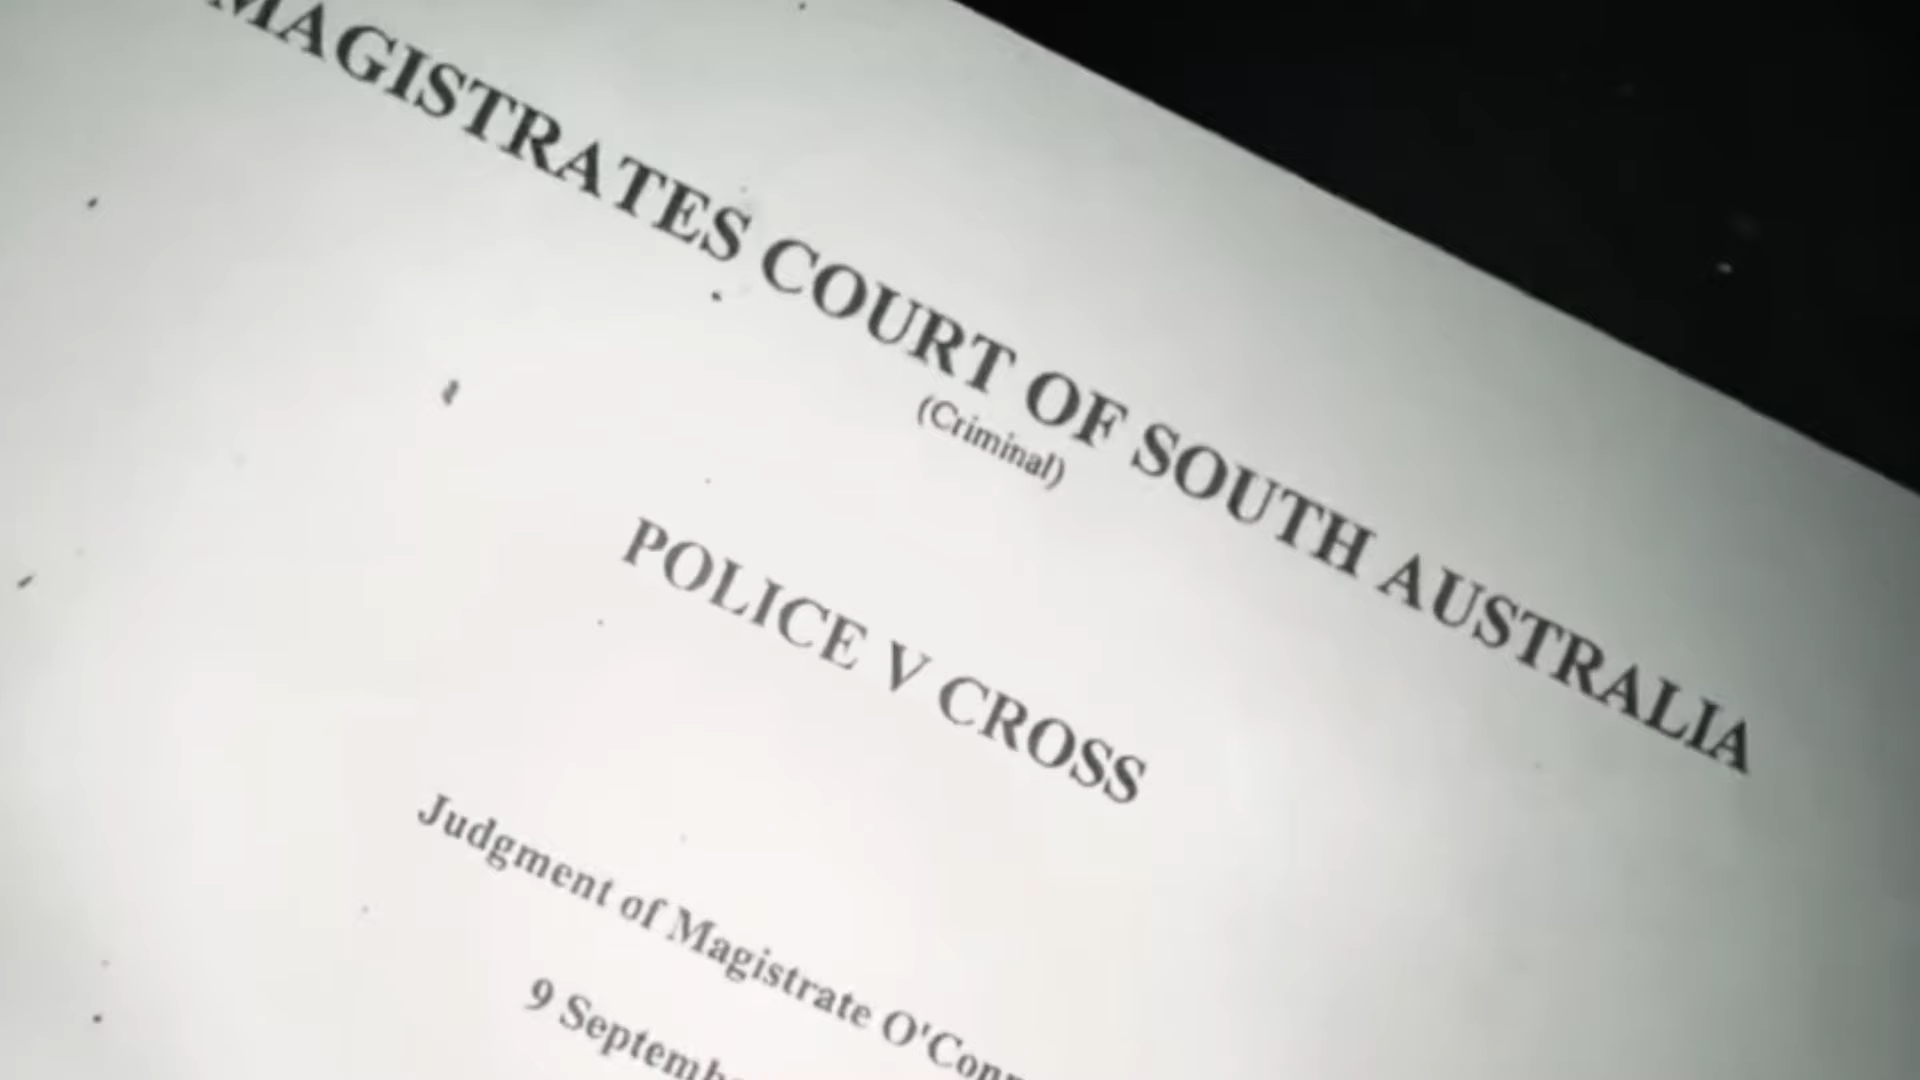 MAGISTRATES COURT OF SOUTH AUSTRALIA
(Criminal)
POLICE V CROSS
Judgment of Magistrate
9